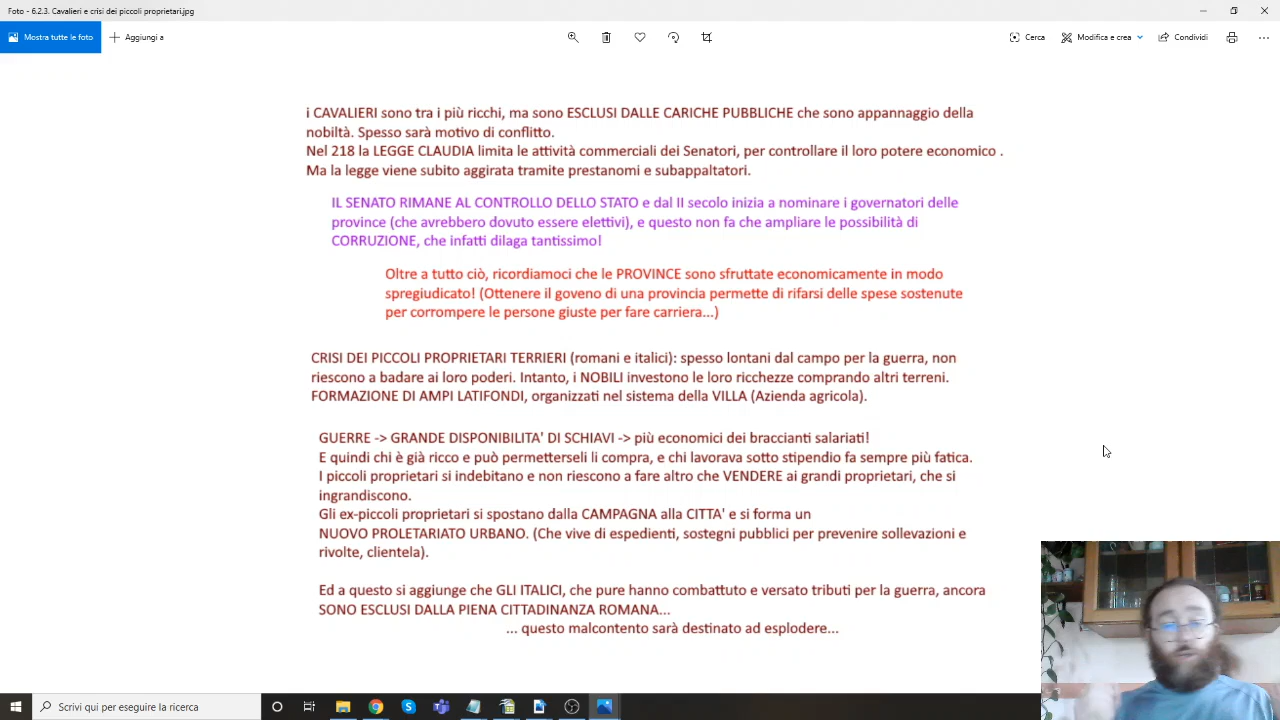 Foto - 6.2.3. Cavalieri e crisi dei piccoli proprietari.jpg
Mostra tutte le foto
Aggiungi a
Cerca
Modifica e crea
Condividi
i CAVALIERI sono tra i più ricchi, ma sono ESCLUSI DALLE CARICHE PUBBLICHE che sono appannaggio della
nobiltà. Spesso sarà motivo di conflitto.
Nel 218 la LEGGE CLAUDIA limita le attività commerciali dei Senatori, per controllare il loro potere economico .
Ma la legge viene subito aggirata tramite prestanomi e subappaltatori.
IL SENATO RIMANE AL CONTROLLO DELLO STATO e dal II secolo inizia a nominare i governatori delle
province (che avrebbero dovuto essere elettivi), e questo non fa che ampliare le possibilità di
CORRUZIONE, che infatti dilaga tantissimo!
Oltre a tutto ciò, ricordiamoci che le PROVINCE sono sfruttate economicamente in modo
spregiudicato! (Ottenere il goveno di una provincia permette di rifarsi delle spese sostenute
per corrompere le persone giuste per fare carriera...)
CRISI DEI PICCOLI PROPRIETARI TERRIERI (romani e italici): spesso lontani dal campo per la guerra, non
riescono a badare ai loro poderi. Intanto, i NOBILI investono le loro ricchezze comprando altri terreni.
FORMAZIONE DI AMPI LATIFONDI, organizzati nel sistema della VILLA (Azienda agricola).
GUERRE -> GRANDE DISPONIBILITA' DI SCHIAVI -> più economici dei braccianti salariati!
E quindi chi è già ricco e può permetterseli li compra, e chi lavorava sotto stipendio fa sempre più fatica.
I piccoli proprietari si indebitano e non riescono a fare altro che VENDERE ai grandi proprietari, che si
ingrandiscono.
Gli ex-piccoli proprietari si spostano dalla CAMPAGNA alla CITTA' e si forma un
NUOVO PROLETARIATO URBANO. (Che vive di espedienti, sostegni pubblici per prevenire sollevazioni e
rivolte, clientela).
Ed a questo si aggiunge che GLI ITALICI, che pure hanno combattuto e versato tributi per la guerra, ancora
SONO ESCLUSI DALLA PIENA CITTADINANZA ROMANA...
... questo malcontento sarà destinato ad esplodere...
Scrivi qui per eseguire la ricerca